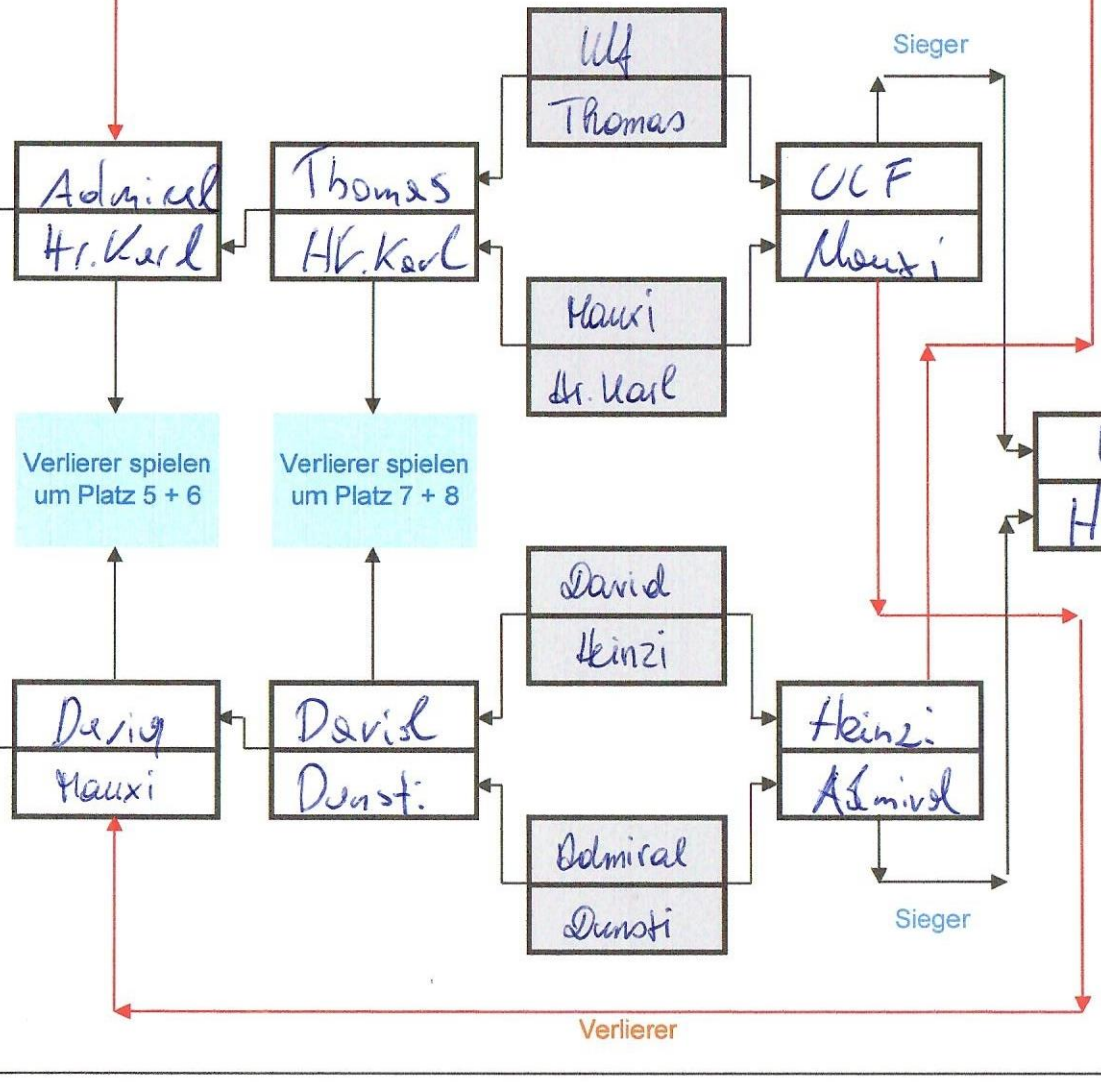 Ulf
Thomas
Sieger
Admiral
Hr. Karl
Thomas
Hr. Karl
ULF
Mauxi
Mauxi
Hr. Karl
Verlierer spielen
um Platz 5 + 6
Verlierer spielen
um Platz 7 + 8
H
David
Heinzi
David
Mauxi
David
Dunsti
Heinzi
Admiral
Admiral
Dunsti
Sieger
Verlierer